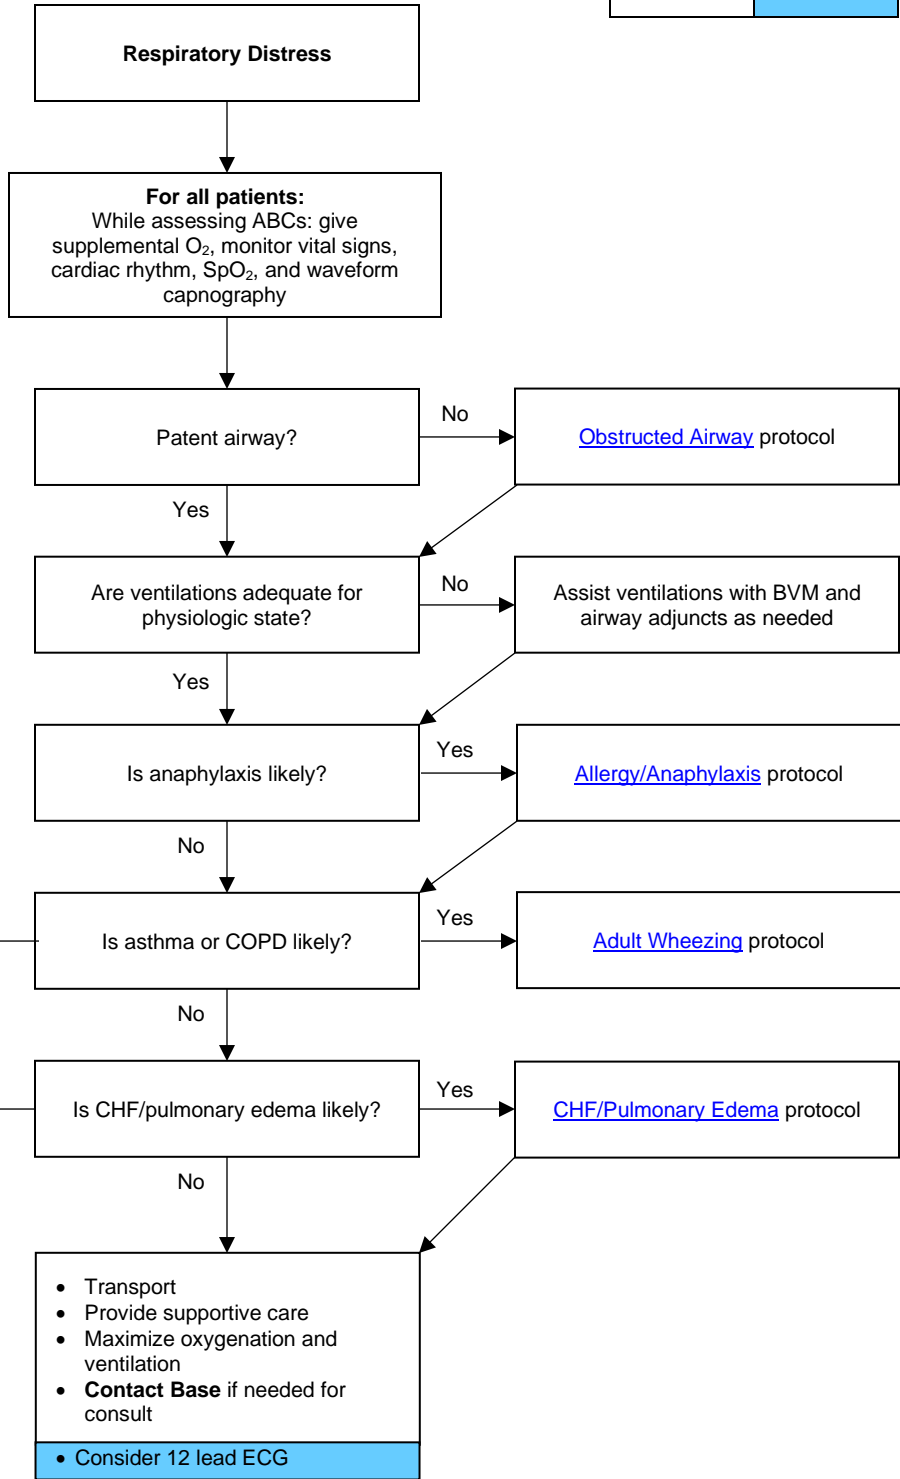 Respiratory Distress
For all patients:
While assessing ABCs: give
supplemental O₂, monitor vital signs,
cardiac rhythm, SpO₂, and waveform
capnography
Patent airway?
No
Obstructed Airway protocol
Yes
Are ventilations adequate for
physiologic state?
No
Assist ventilations with BVM and
airway adjuncts as needed
Yes
Is anaphylaxis likely?
Yes
Allergy/Anaphylaxis protocol
No
Is asthma or COPD likely?
Yes
Adult Wheezing protocol
No
Is CHF/pulmonary edema likely?
Yes
CHF/Pulmonary Edema protocol
No
• Transport
• Provide supportive care
• Maximize oxygenation and
ventilation
• Contact Base if needed for
consult
• Consider 12 lead ECG